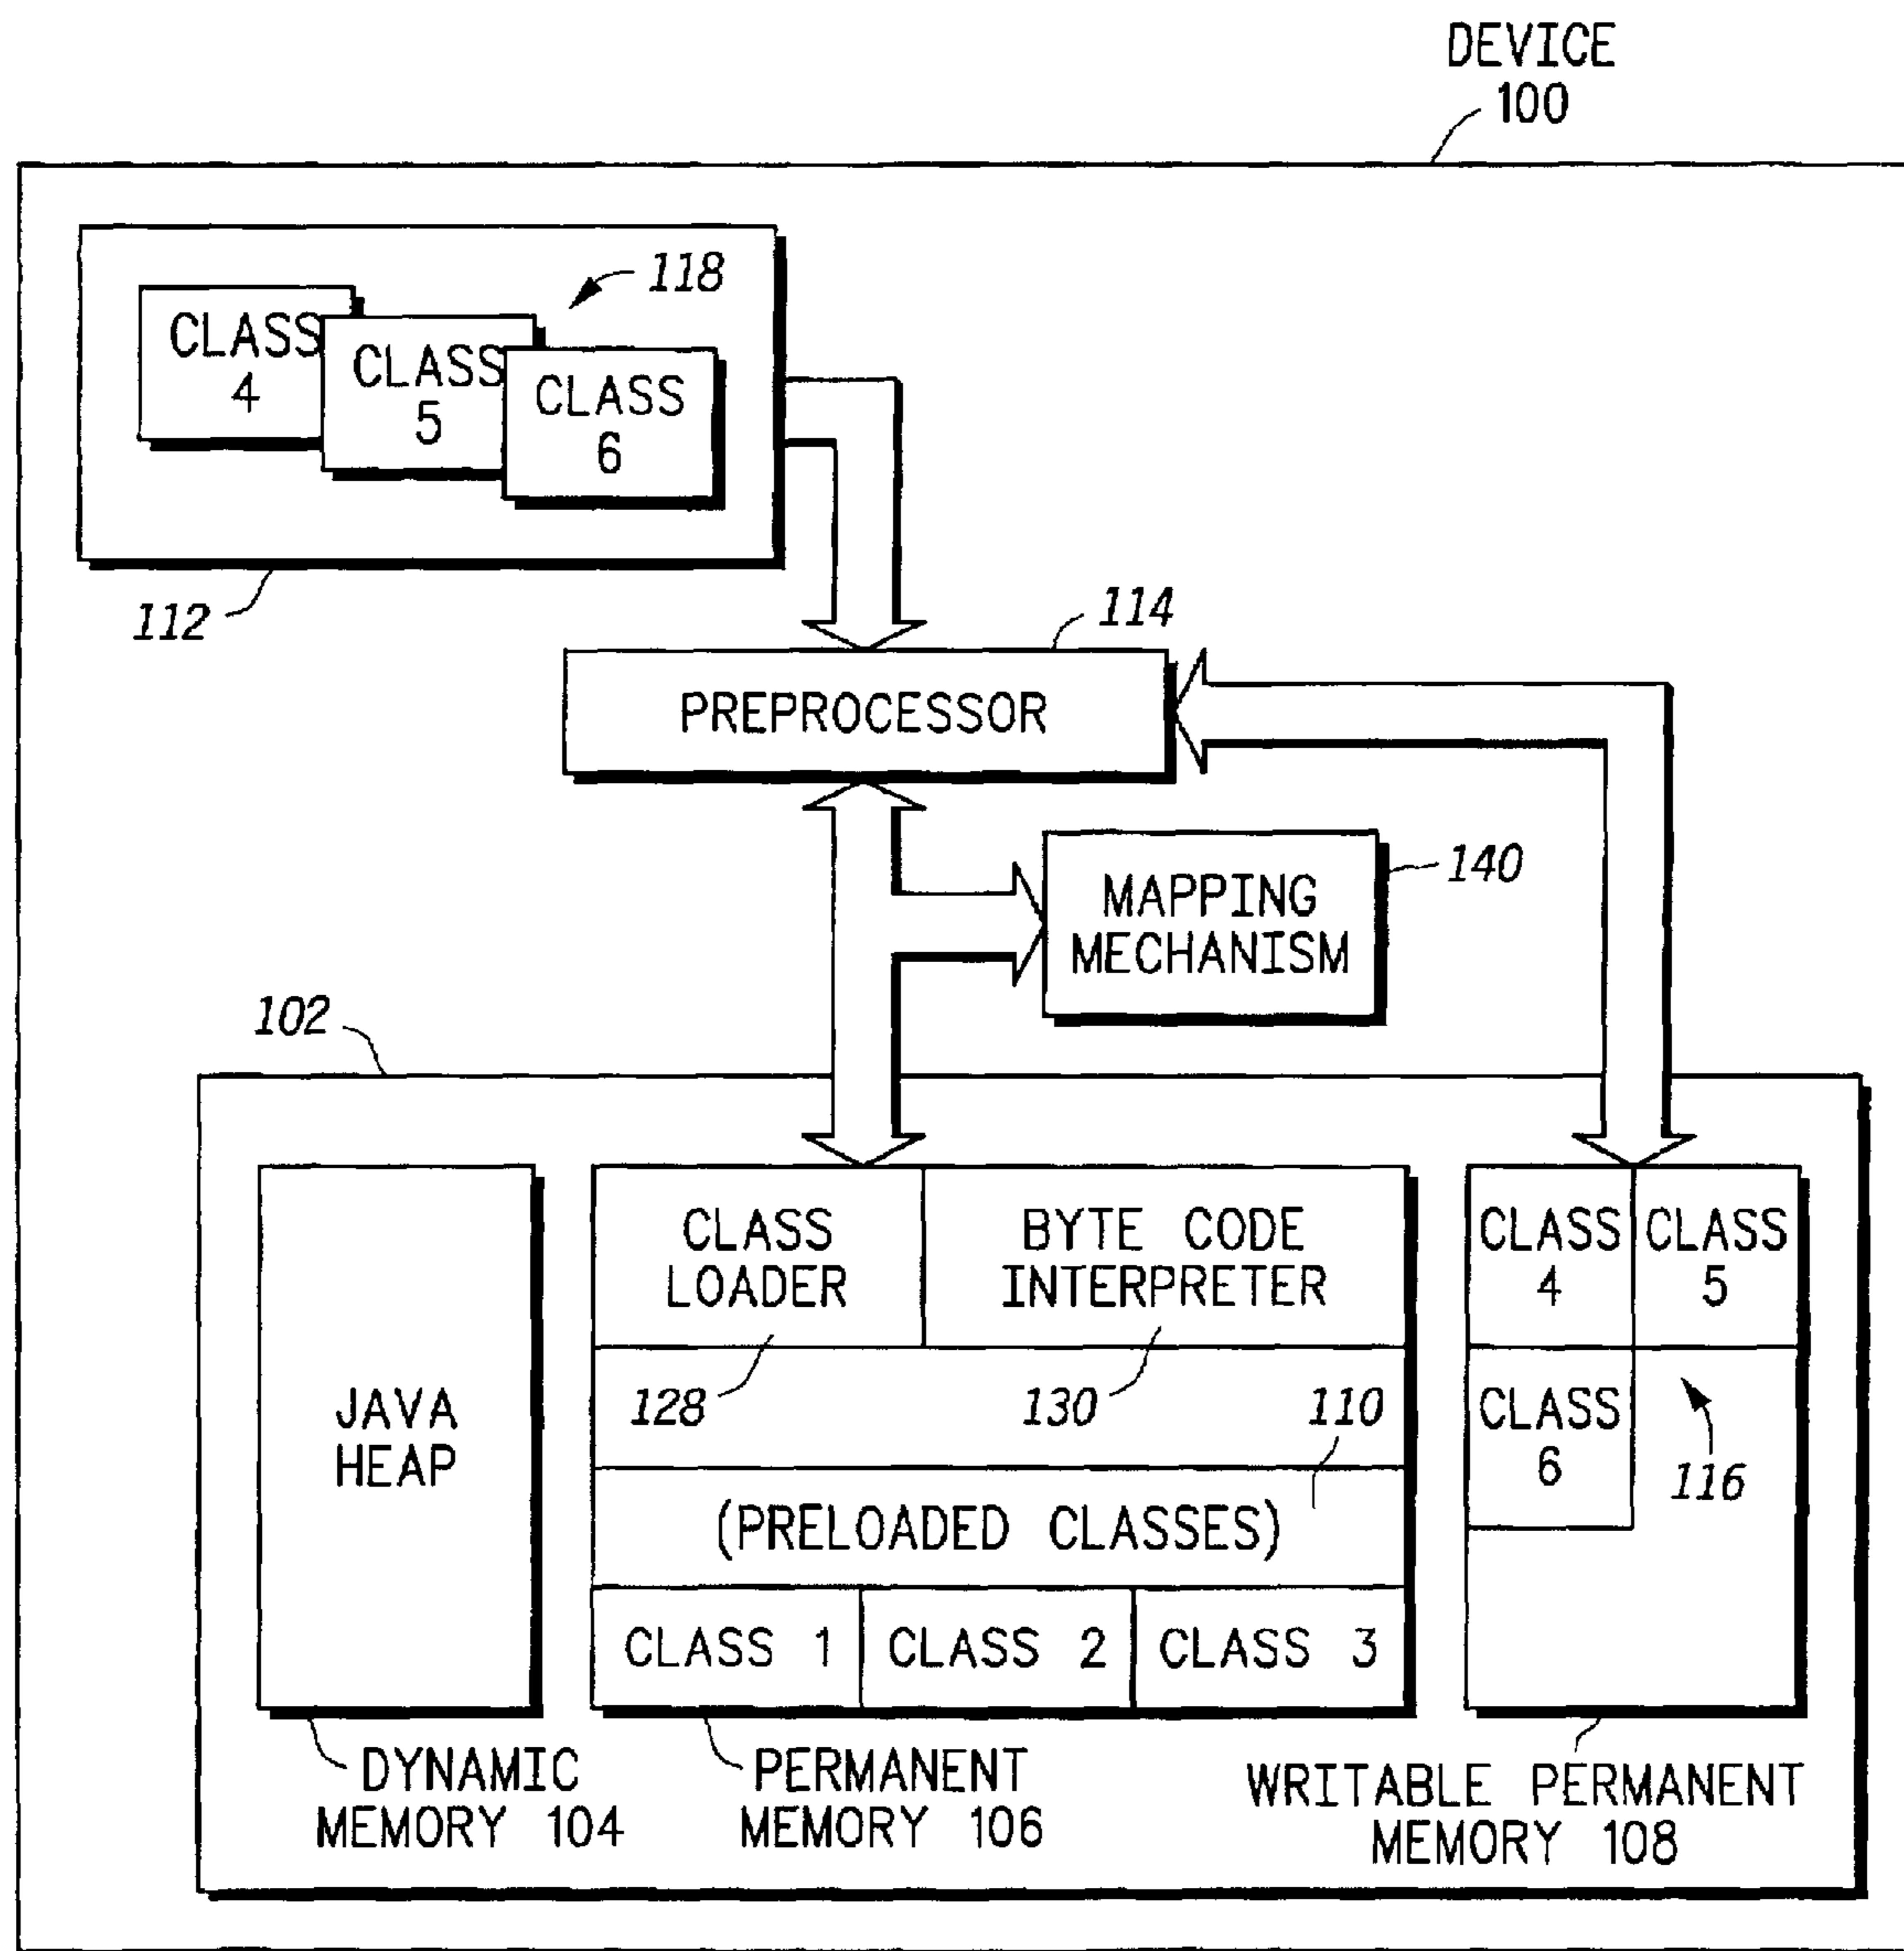 DEVICE
100
118
CLASS
4
CLASS
5
CLASS
6
112
114
PREPROCESSOR
MAPPING
MECHANISM
140
102
JAVA
HEAP
CLASS
LOADER
BYTE CODE
INTERPRETER
128
130
110
(PRELOADED CLASSES)
CLASS 1
CLASS 2
CLASS 3
CLASS
4
CLASS
5
CLASS
6
116
DYNAMIC
MEMORY 104
PERMANENT
MEMORY 106
WRITABLE PERMANENT
MEMORY 108